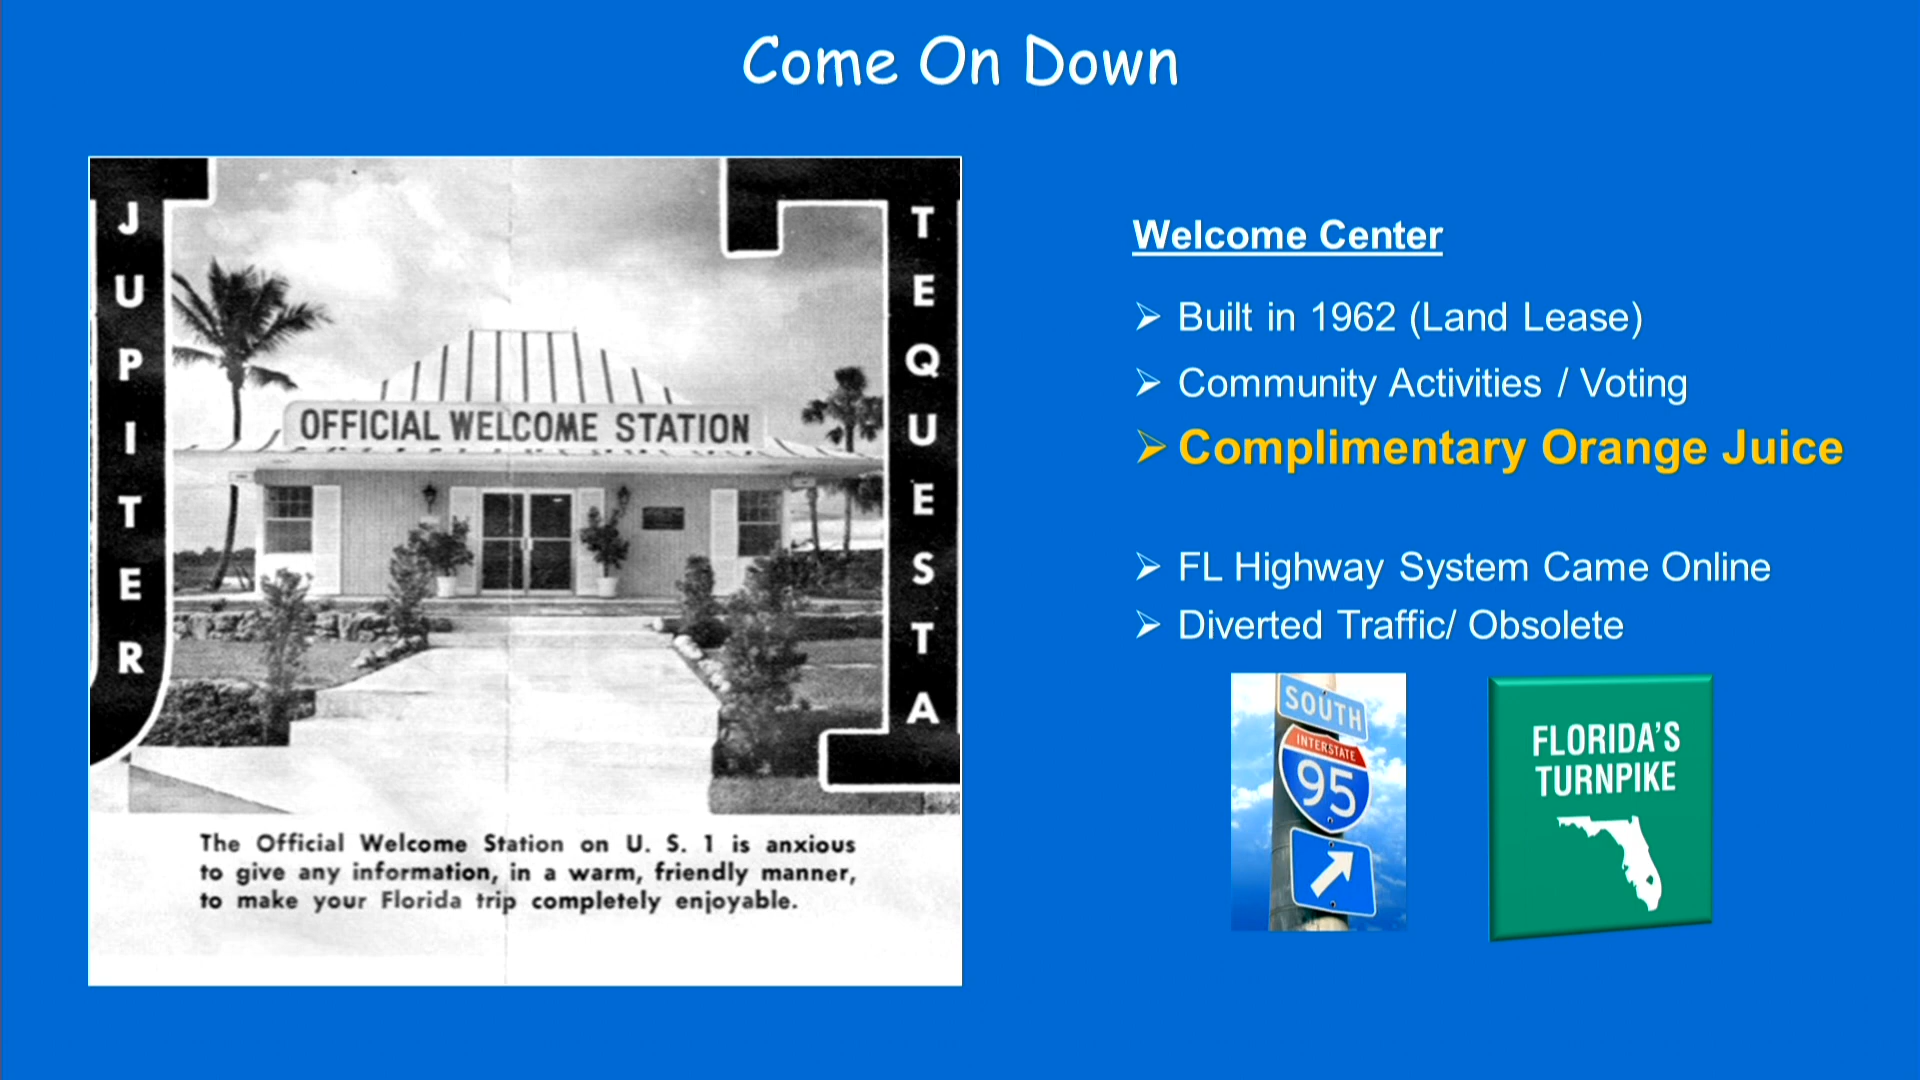 Come On Down
JUPITER
TEQUESTA
OFFICIAL WELCOME STATION
The Official Welcome Station on U. S. 1 is anxious
to give any information, in a warm, friendly manner,
to make your Florida trip completely enjoyable.
Welcome Center
Built in 1962 (Land Lease)
Community Activities / Voting
Complimentary Orange Juice
FL Highway System Came Online
Diverted Traffic/ Obsolete
SOUTH
INTERSTATE
95
FLORIDA'S
TURNPIKE